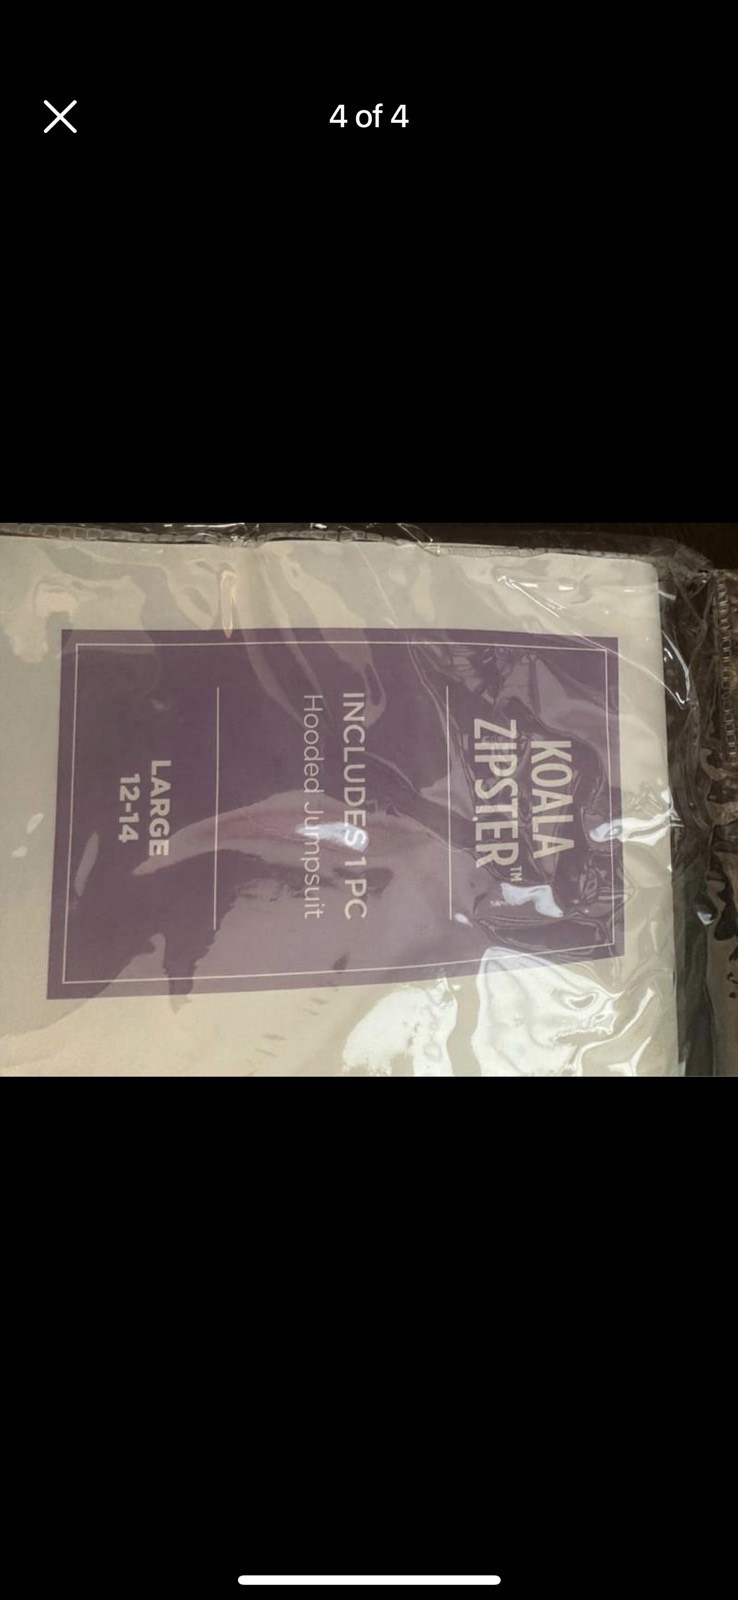 4 of 4
KOALA
ZIPSTER™
INCLUDES 1 PC
Hooded Jumpsuit
LARGE
12-14